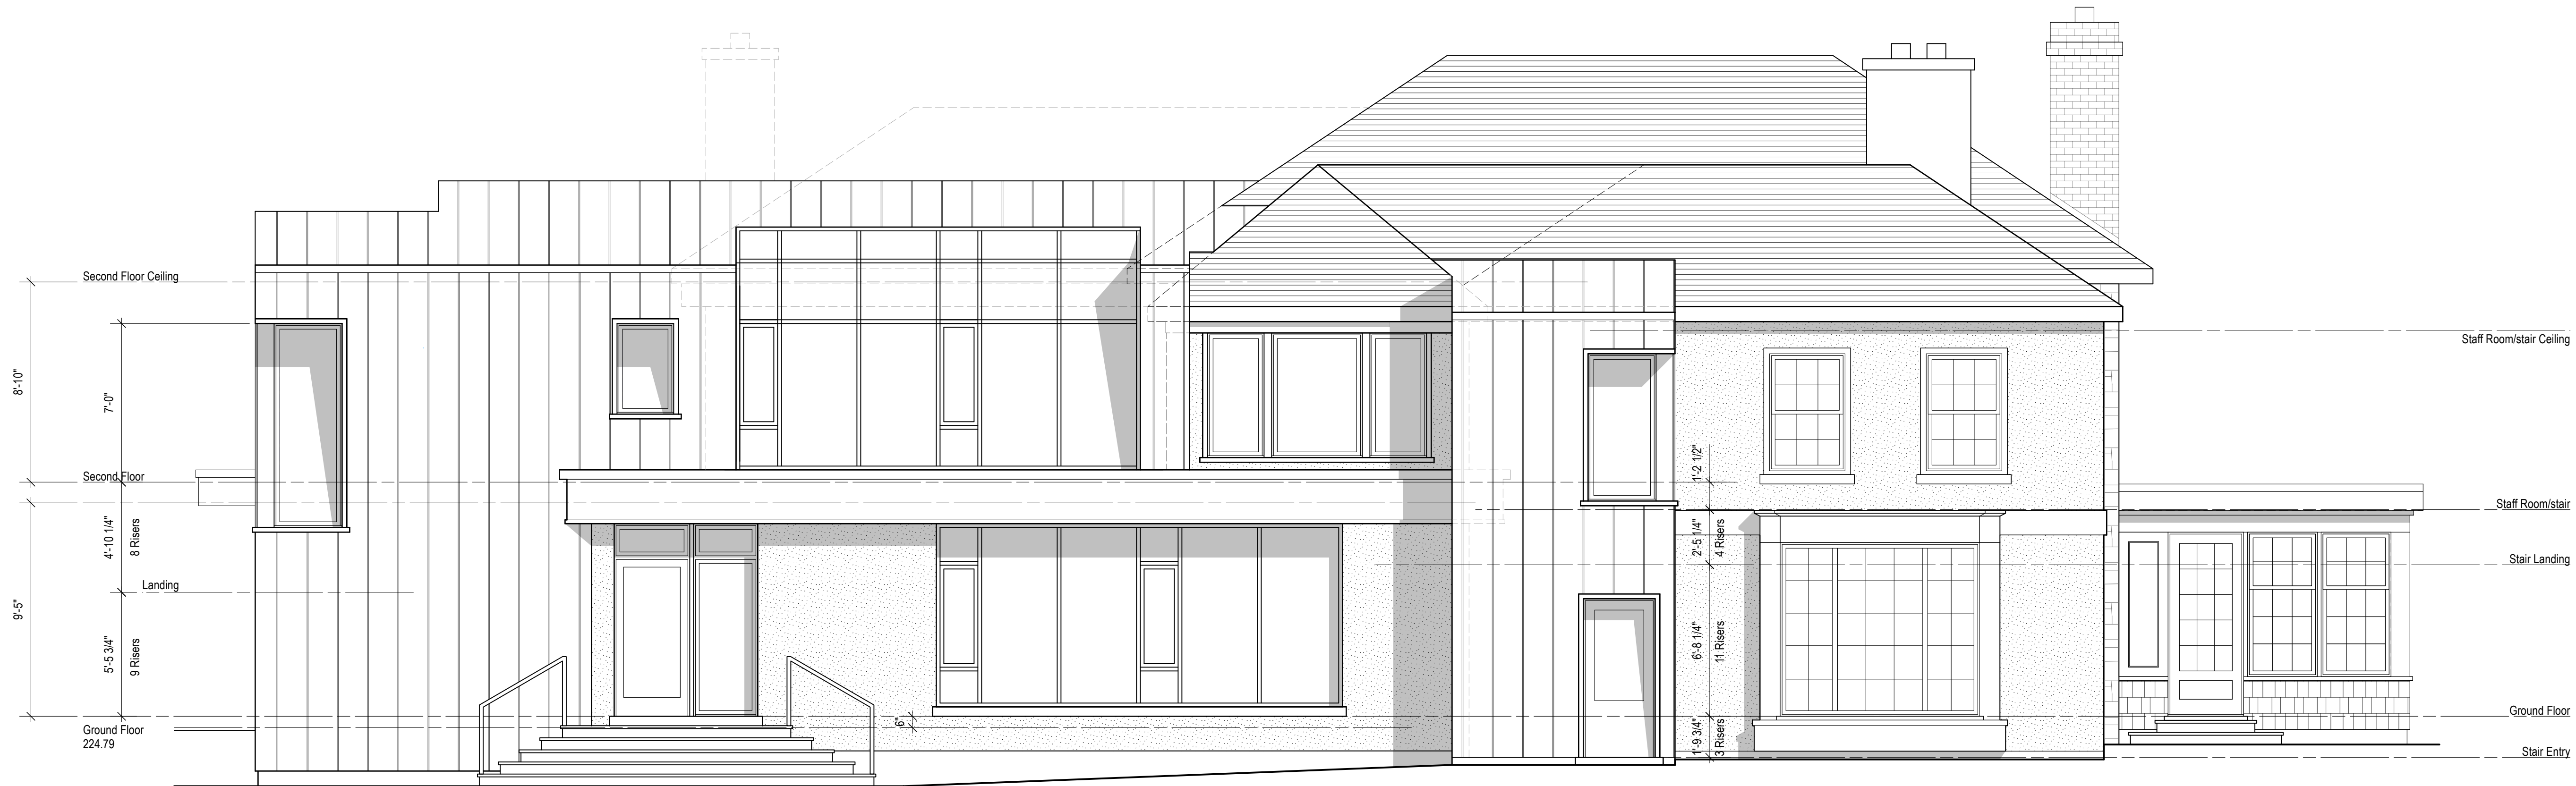 Second Floor Ceiling
8'-10"
7'-0"
Second Floor
4'-10 1/4"
8 Risers
Landing
9'-5"
5'-5 3/4"
9 Risers
Ground Floor
224.79
6"
1'-2 1/2"
2'-5 1/4"
4 Risers
6'-8 1/4"
11 Risers
1'-9 3/4"
3 Risers
Staff Room/stair Ceiling
Staff Room/stair
Stair Landing
Ground Floor
Stair Entry